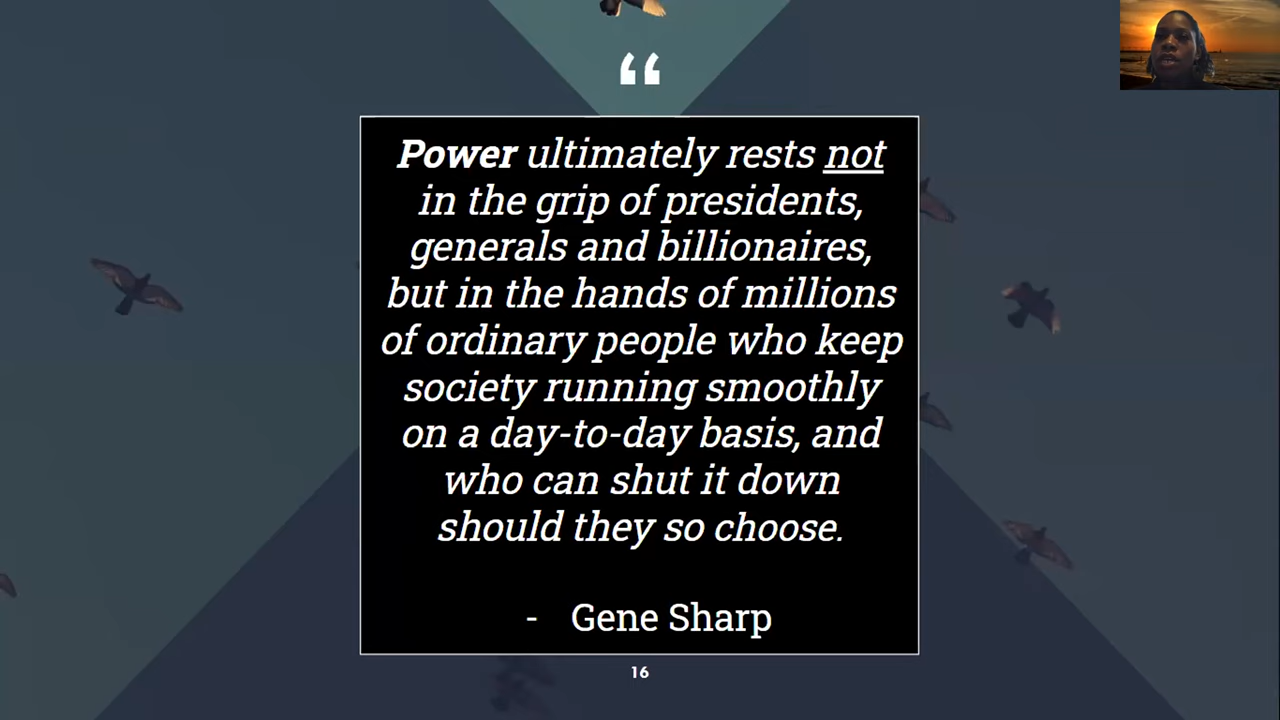 “
Power ultimately rests not
in the grip of presidents,
generals and billionaires,
but in the hands of millions
of ordinary people who keep
society running smoothly
on a day-to-day basis, and
who can shut it down
should they so choose.
- Gene Sharp
16